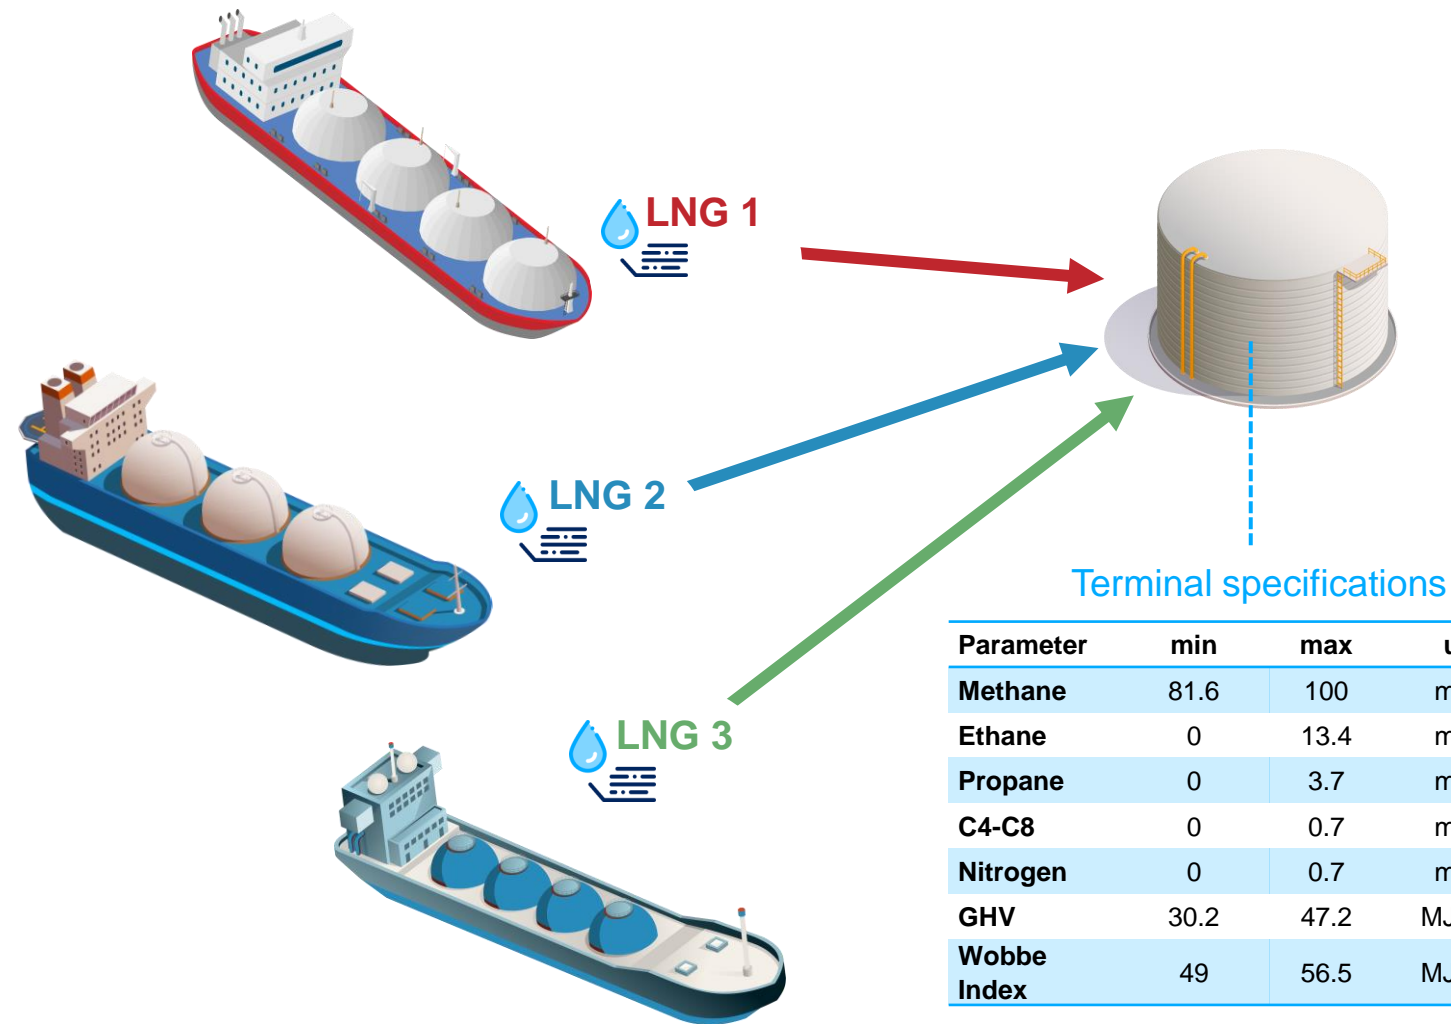 LNG 1
LNG 2
LNG 3
Terminal specifications
Parameter min max
Methane 81.6 100
Ethane 0 13.4
Propane 0 3.7
C4-C8 0 0.7
Nitrogen 0 0.7
GHV 30.2 47.2
Wobbe
Index 49 56.5